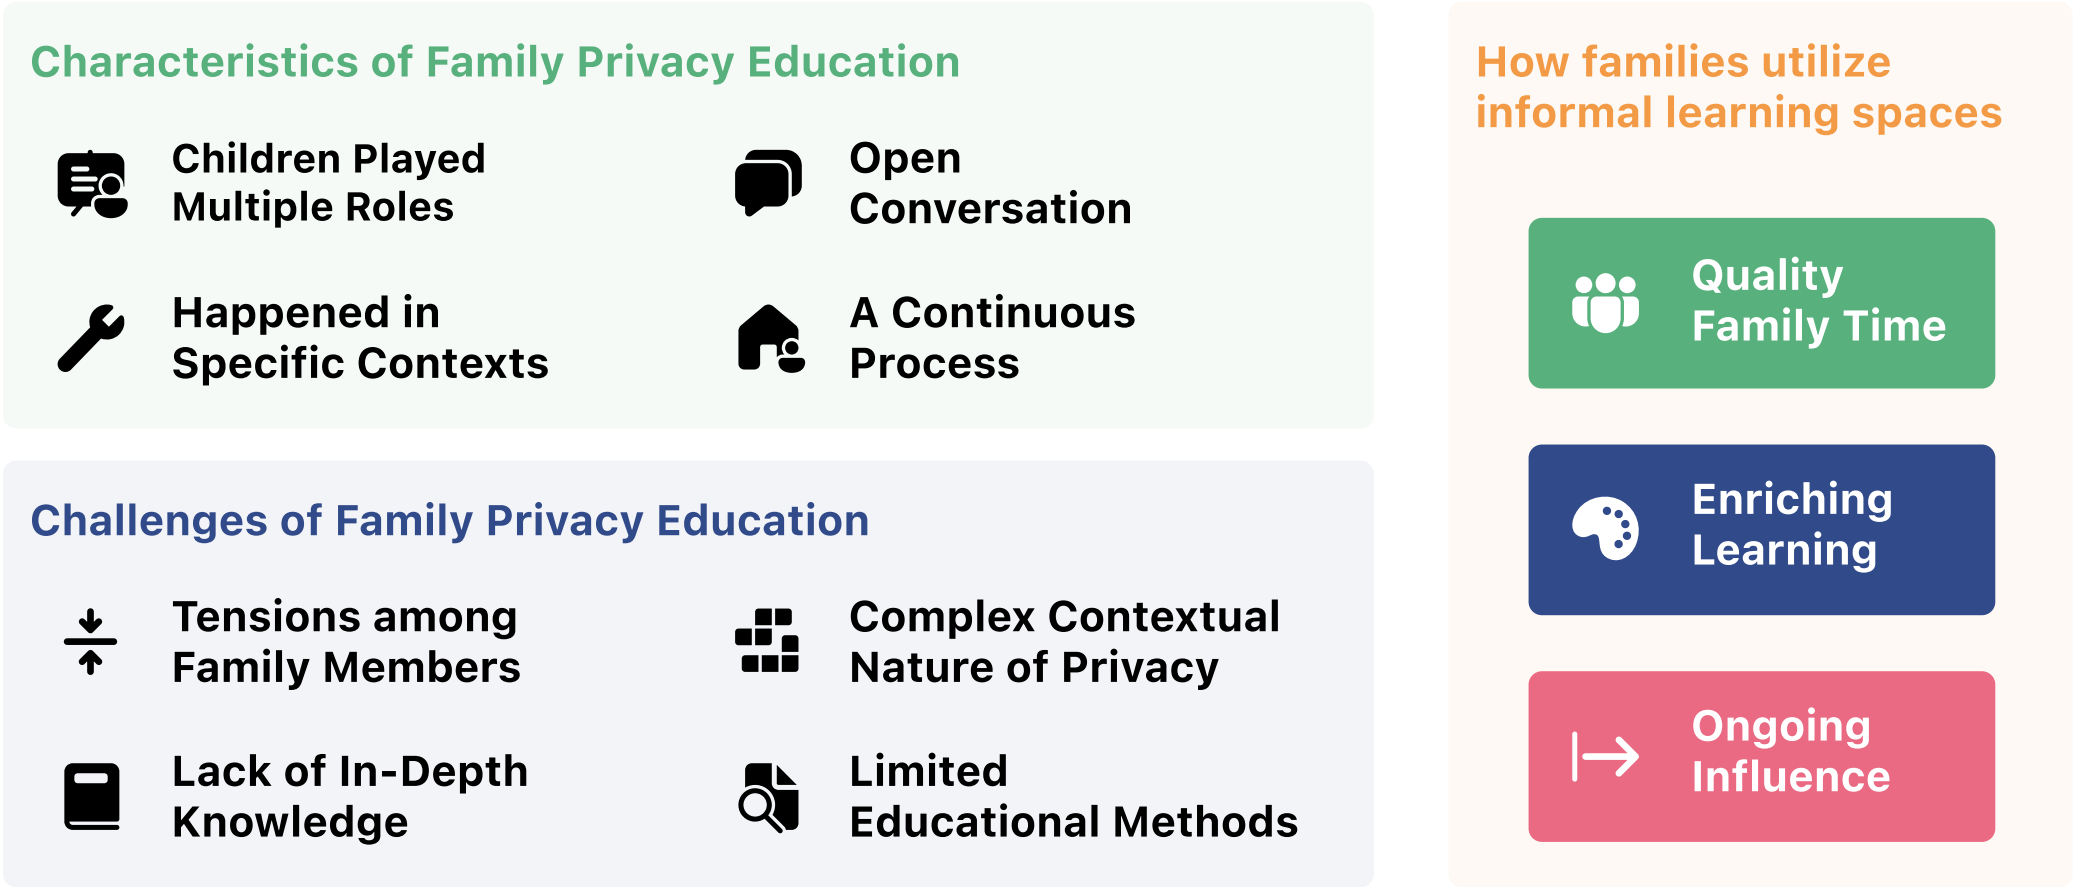 Characteristics of Family Privacy Education
Children Played
Multiple Roles
Open
Conversation
Happened in
Specific Contexts
A Continuous
Process
Challenges of Family Privacy Education
Tensions among
Family Members
Complex Contextual
Nature of Privacy
Lack of In-Depth
Knowledge
Limited
Educational Methods
How families utilize
informal learning spaces
Quality
Family Time
Enriching
Learning
Ongoing
Influence